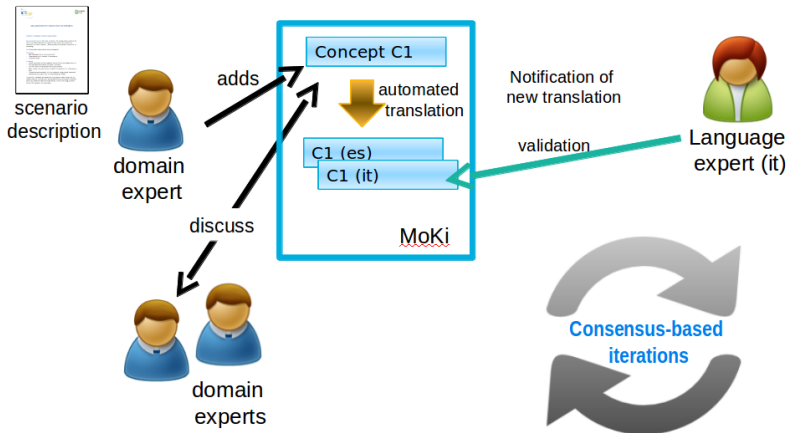 scenario
description
domain
expert
adds
Concept C1
automated
translation
C1 (es)
C1 (it)
MoKi
Notification of
new translation
validation
Language
expert (it)
discuss
domain
experts
Consensus-based
iterations